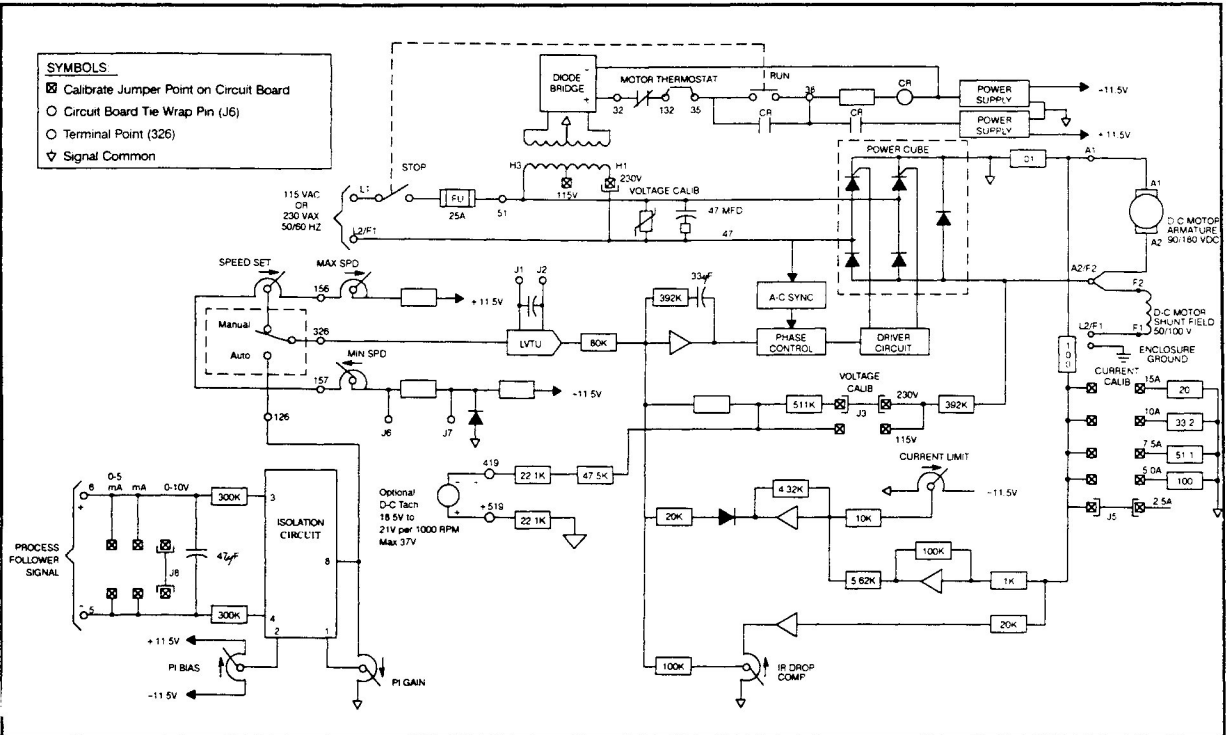 SYMBOLS:
Calibrate Jumper Point on Circuit Board
Circuit Board Tie Wrap Pin (J6)
Terminal Point (326)
Signal Common
DIODE
BRIDGE
-
+
MOTOR THERMOSTAT
RUN
32
132
35
36
CR
CR
CR
POWER
SUPPLY
-11.5V
POWER
SUPPLY
+11.5V
115 VAC
OR
230 VAX
50/60 HZ
L1
L2/F1
STOP
FU
25A
51
H3
H1
115V
230V
VOLTAGE CALIB
47 MFD
47
POWER CUBE
.01
A1
A1
A2
D C MOTOR
ARMATURE
90/180 VDC
A2/F2
F2
F1
D-C MOTOR
SHUNT FIELD
50/100 V
L2/F1
ENCLOSURE
GROUND
SPEED SET
MAX SPD
156
+11.5V
Manual
Auto
326
J1
J2
LVTU
80K
392K
A-C SYNC
PHASE
CONTROL
DRIVER
CIRCUIT
MIN SPD
157
-11 5V
J6
J7
126
VOLTAGE
CALIB
511K
J3
230V
115V
392K
100
CURRENT
CALIB
15A
20
10A
33.2
7.5A
51.1
5.0A
100
2.5A
J5
Optional
D-C Tach
18.5V to
21V per 1000 RPM
Max 37V
-
+
419
+519
22.1K
47.5K
22.1K
CURRENT LIMIT
-11.5V
20K
4.32K
10K
100K
5.62K
1K
20K
100K
IR DROP
COMP
PROCESS
FOLLOWER
SIGNAL
6
+
-
5
0-5
mA
mA
0-10V
J8
300K
300K
3
4
ISOLATION
CIRCUIT
8
2
1
+11.5V
PI BIAS
-11 5V
PI GAIN